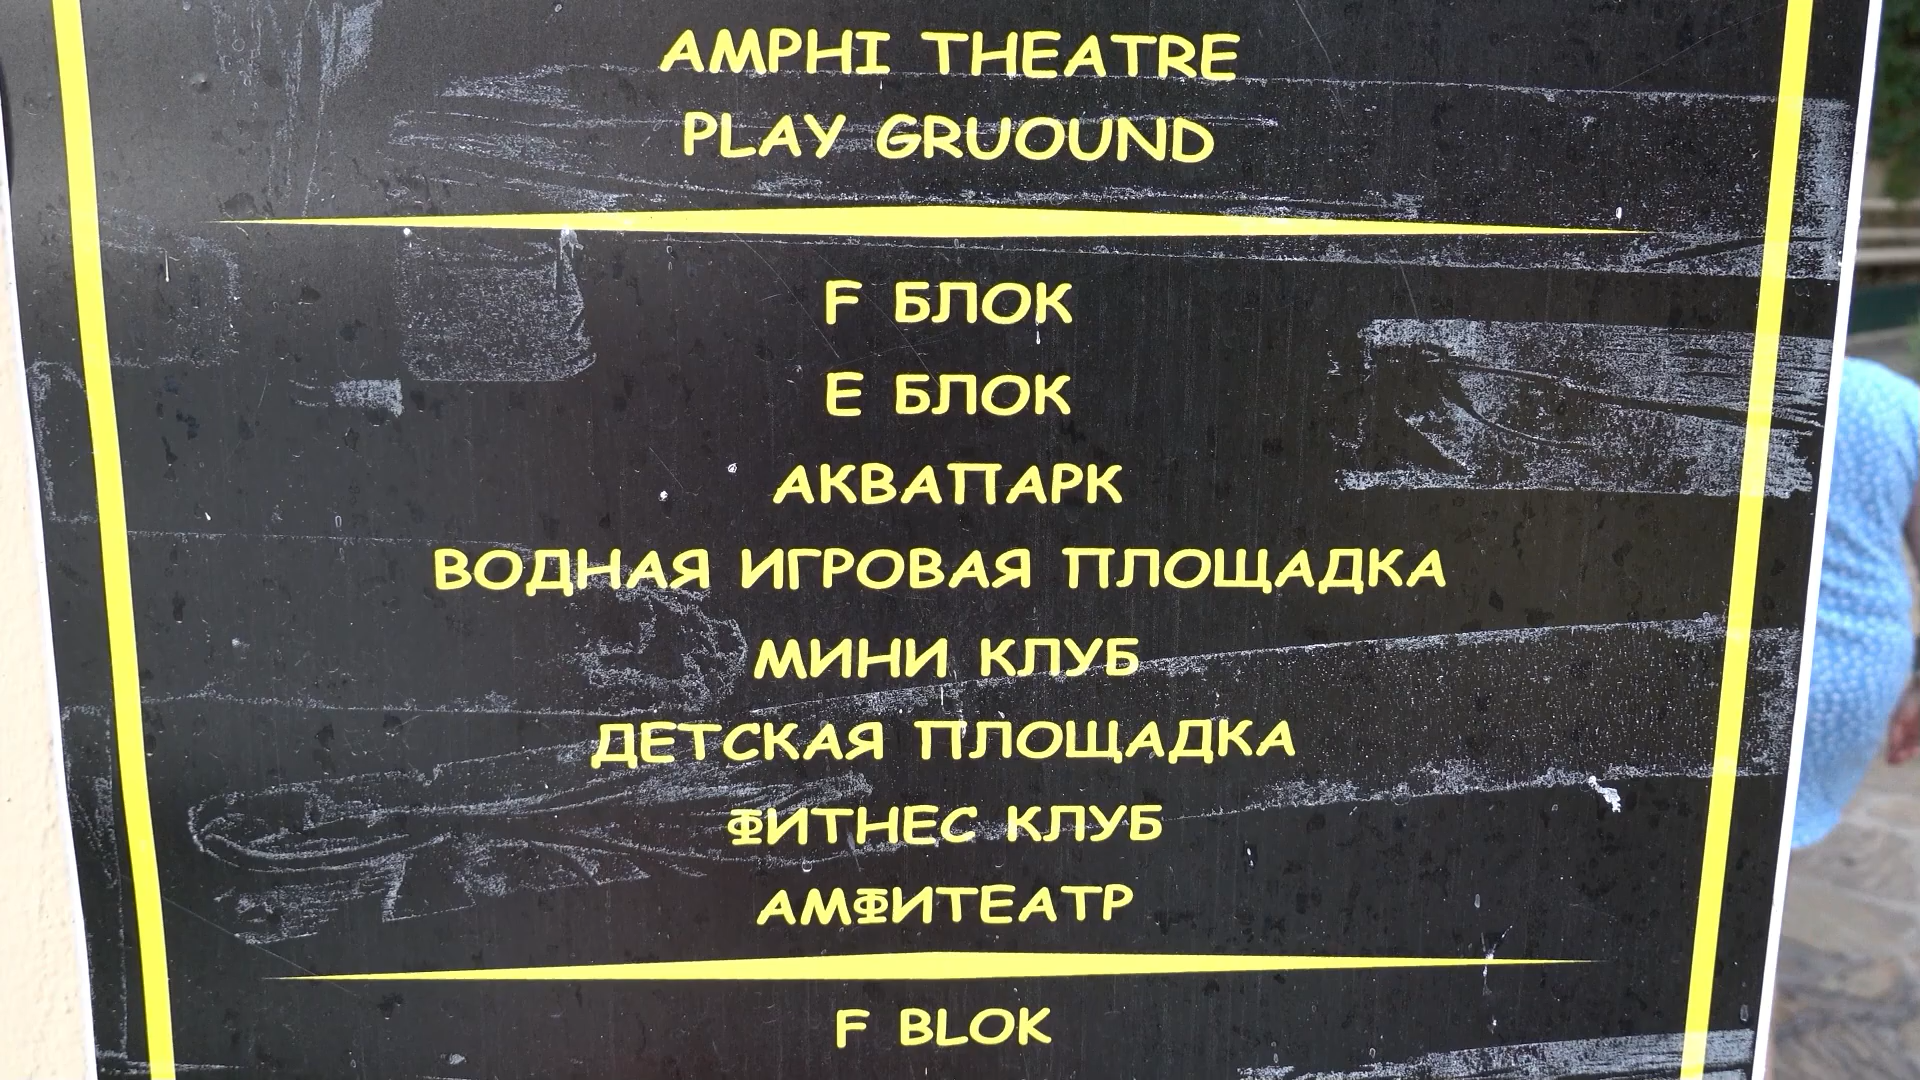 AMPHI THEATRE
PLAY GRUOUND
F БЛОК
E БЛОК
АКВАПАРК
ВОДНАЯ ИГРОВАЯ ПЛОЩАДКА
МИНИ КЛУБ
ДЕТСКАЯ ПЛОЩАДКА
ФИТНЕС КЛУБ
АМФИТЕАТР
F BLOK